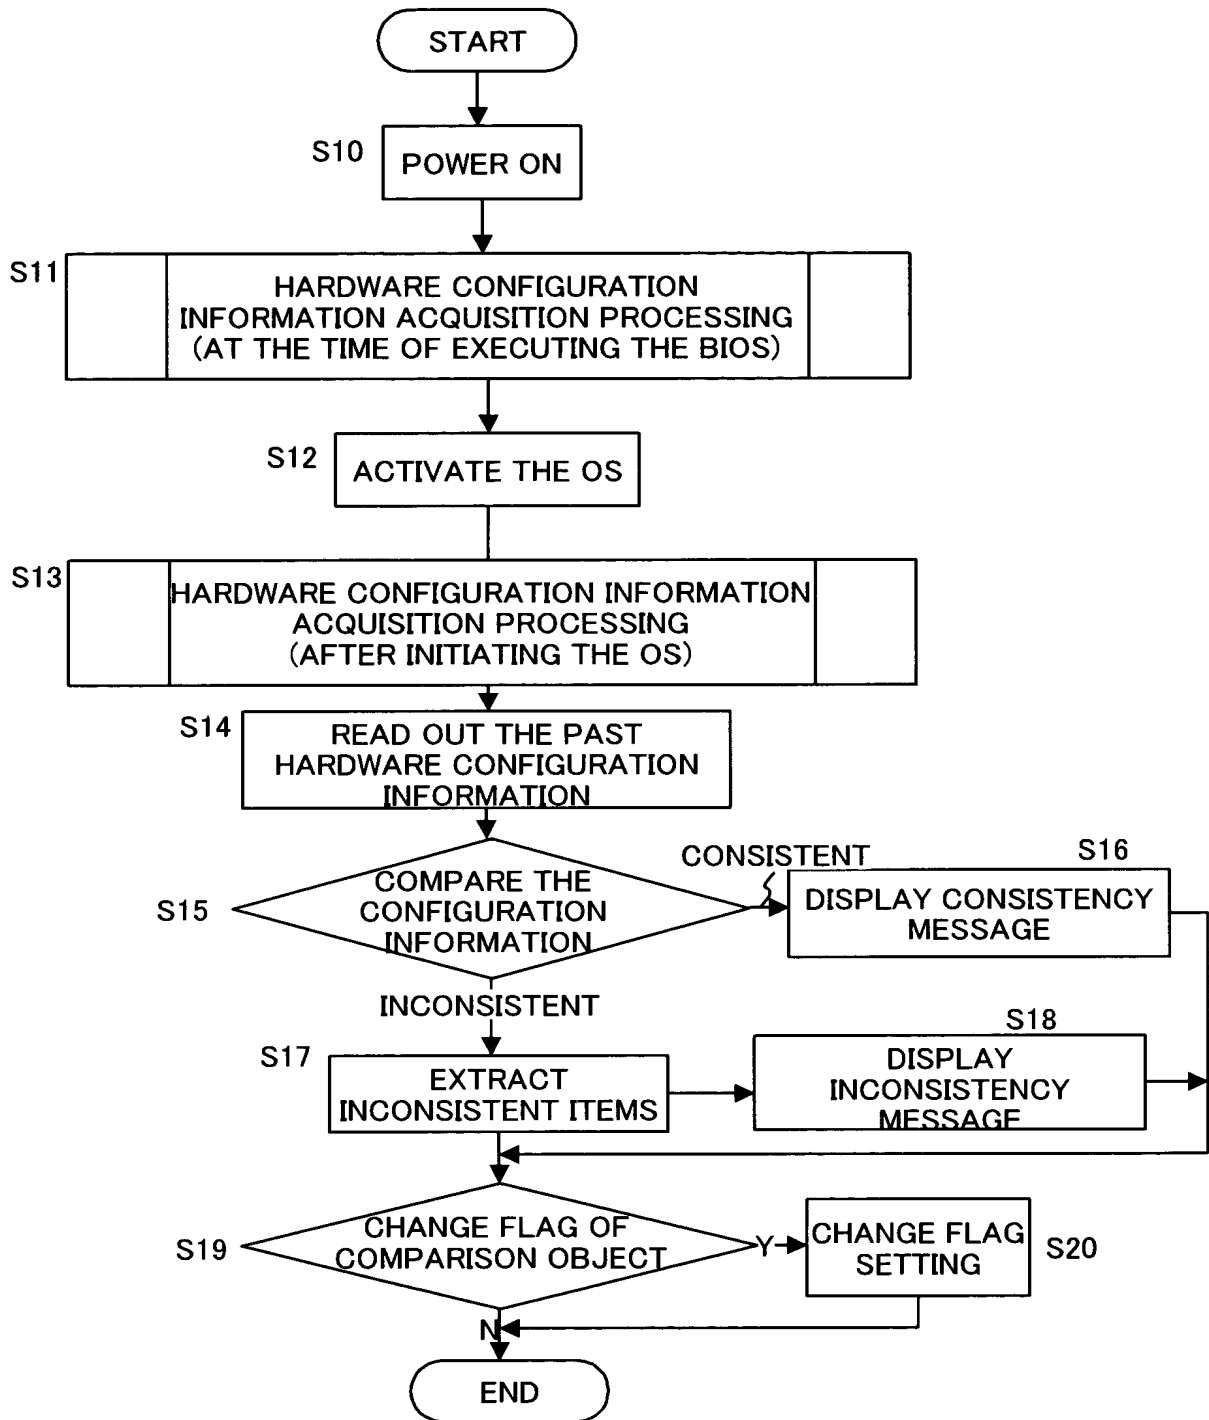 START
S10
POWER ON
S11
HARDWARE CONFIGURATION
INFORMATION ACQUISITION PROCESSING
(AT THE TIME OF EXECUTING THE BIOS)
S12
ACTIVATE THE OS
S13
HARDWARE CONFIGURATION INFORMATION
ACQUISITION PROCESSING
(AFTER INITIATING THE OS)
S14
READ OUT THE PAST
HARDWARE CONFIGURATION
INFORMATION
S15
COMPARE THE
CONFIGURATION
INFORMATION
CONSISTENT
S16
DISPLAY CONSISTENCY
MESSAGE
INCONSISTENT
S17
EXTRACT
INCONSISTENT ITEMS
S18
DISPLAY
INCONSISTENCY
MESSAGE
S19
CHANGE FLAG OF
COMPARISON OBJECT
Y
CHANGE FLAG
SETTING
S20
N
END